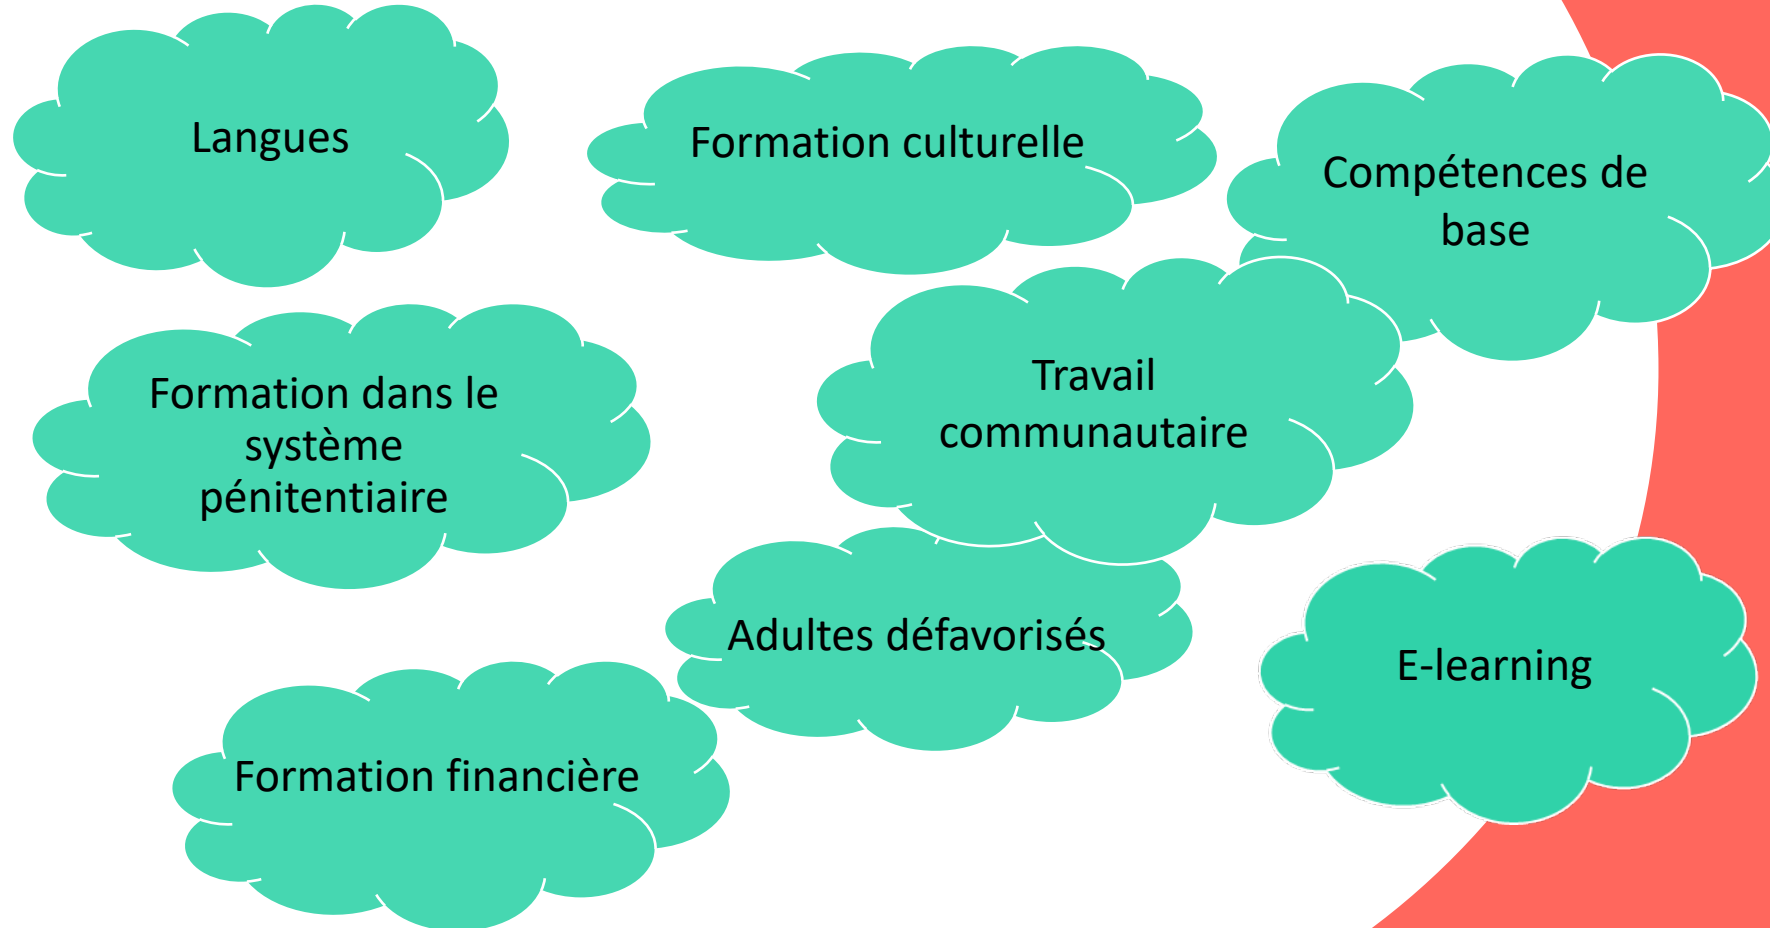 Langues
Formation culturelle
Compétences de
base
Formation dans le
système
pénitentiaire
Travail
communautaire
Adultes défavorisés
E-learning
Formation financière